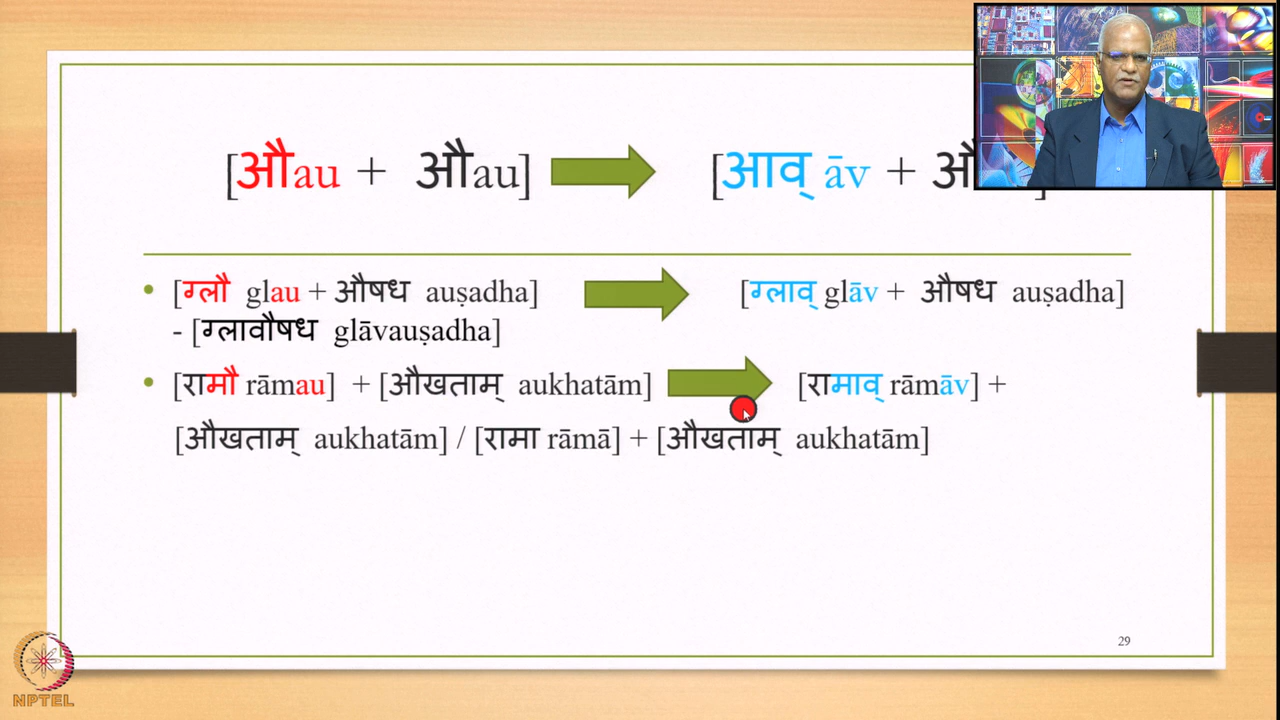 [औau + औau] [आव् āv + औ
• [ग्लौ glau + औषध auṣadha] [ग्लाव् glāv + औषध auṣadha]
- [ग्लावौषध glāvauṣadha]
• [रामौ rāmau] + [औखताम् aukhatām] [रामाव् rāmāv] +
[औखताम् aukhatām] / [रामा rāmā] + [औखताम् aukhatām]
29
NPTEL